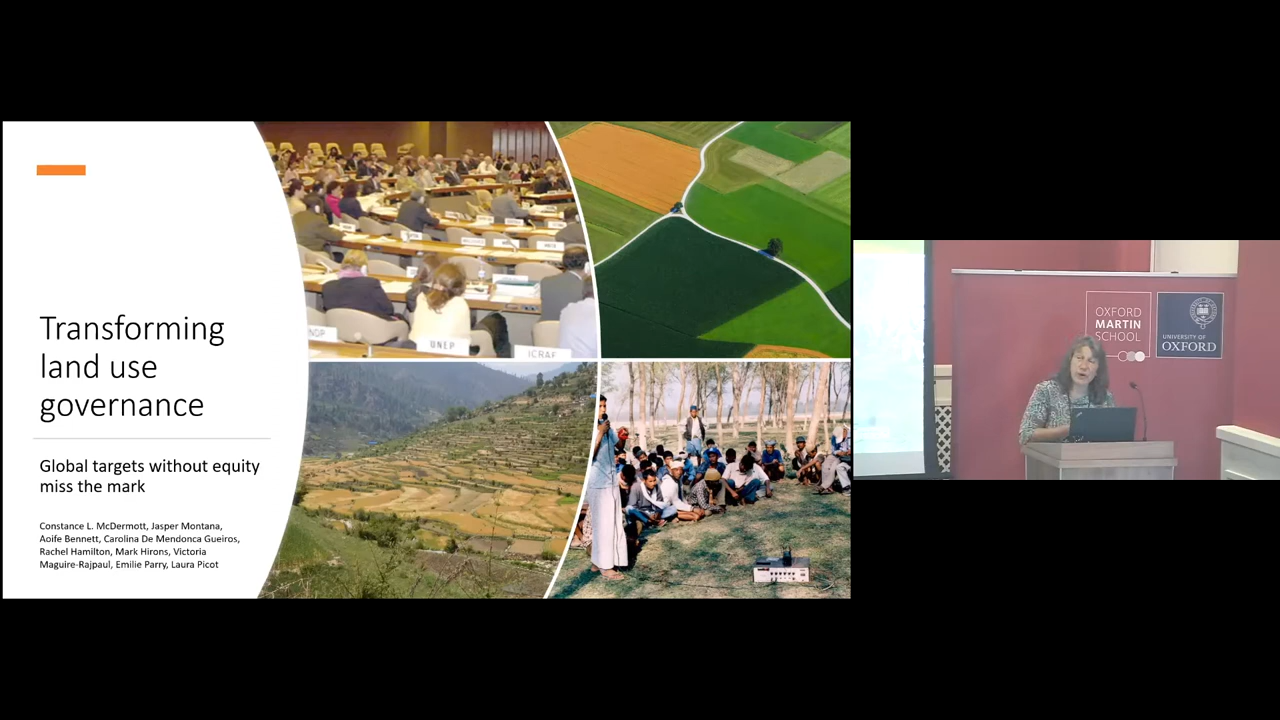 Transforming
land use
governance
Global targets without equity
miss the mark
Constance L. McDermott, Jasper Montana,
Aoife Bennett, Carolina De Mendonca Gueiros,
Rachel Hamilton, Mark Hirons, Victoria
Maguire-Rajpaul, Emilie Parry, Laura Picot
UNEP
ICRAF
OXFORD
MARTIN
SCHOOL
UNIVERSITY OF
OXFORD